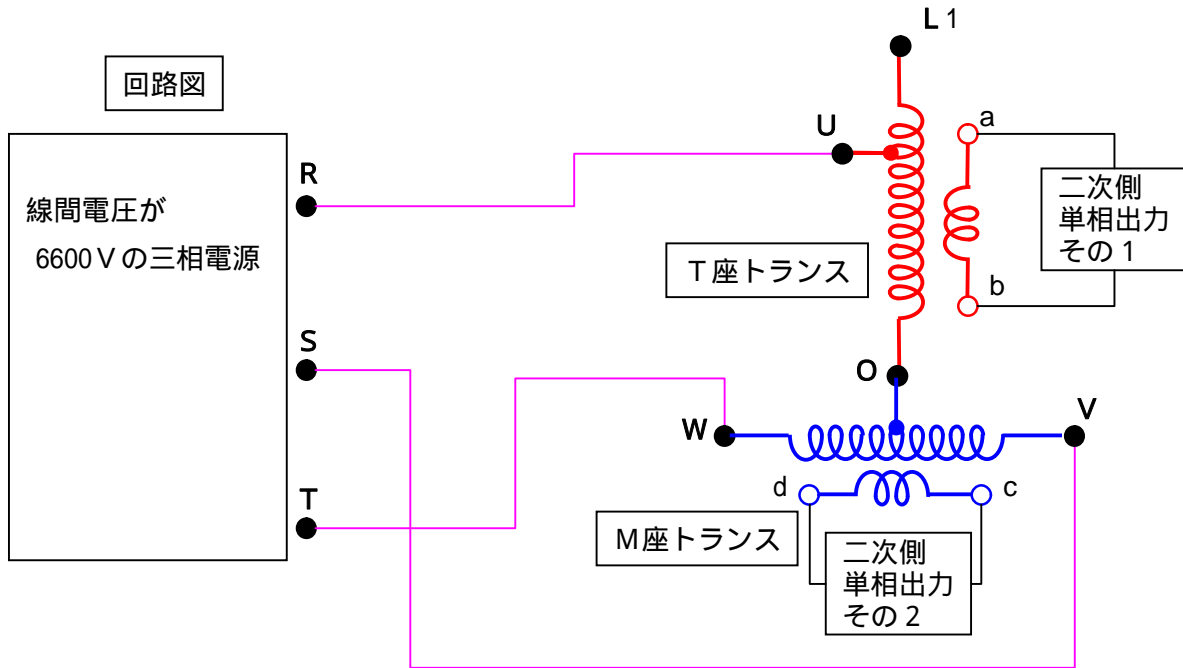 回路図
線間電圧が
6600Vの三相電源
R
S
T
L1
U
a
二次側
単相出力
その1
T座トランス
b
O
W
V
d
c
M座トランス
二次側
単相出力
その2